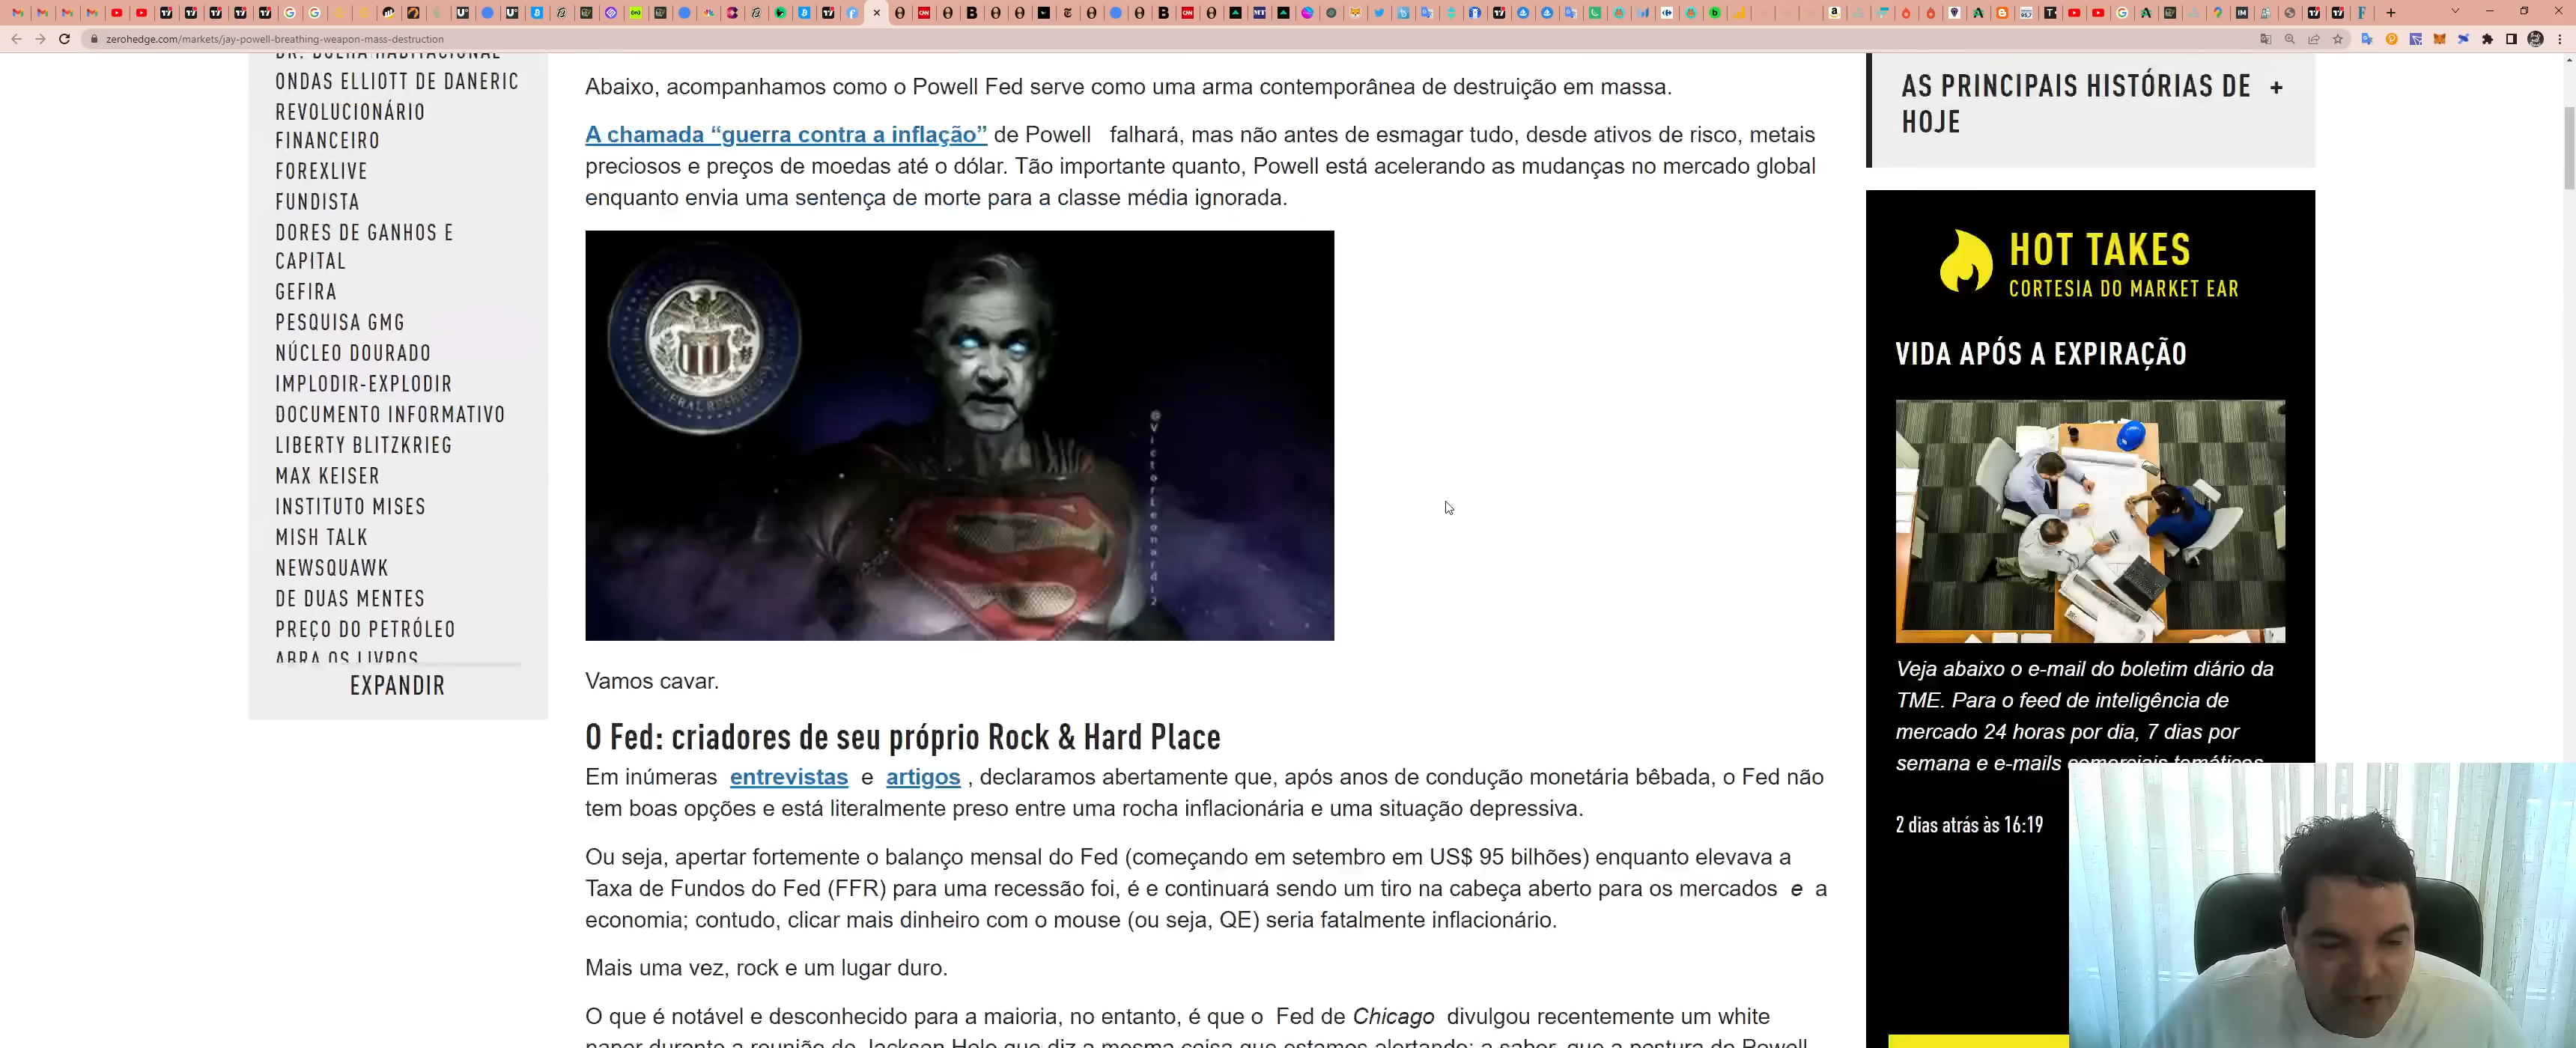 zerohedge.com/markets/jay-powell-breathing-weapon-mass-destruction
ONDAS ELLIOTT DE DANERIC
REVOLUCIONÁRIO
FINANCEIRO
FOREXLIVE
FUNDISTA
DORES DE GANHOS E
CAPITAL
GEFIRA
PESQUISA GMG
NÚCLEO DOURADO
IMPLODIR-EXPLODIR
DOCUMENTO INFORMATIVO
LIBERTY BLITZKRIEG
MAX KEISER
INSTITUTO MISES
MISH TALK
NEWSQUAWK
DE DUAS MENTES
PREÇO DO PETRÓLEO
ABRA OS LIVROS
EXPANDIR
Abaixo, acompanhamos como o Powell Fed serve como uma arma contemporânea de destruição em massa.
A chamada “guerra contra a inflação” de Powell falhará, mas não antes de esmagar tudo, desde ativos de risco, metais
preciosos e preços de moedas até o dólar. Tão importante quanto, Powell está acelerando as mudanças no mercado global
enquanto envia uma sentença de morte para a classe média ignorada.
@VictorLeonardi2
Vamos cavar.
O Fed: criadores de seu próprio Rock & Hard Place
Em inúmeras entrevistas e artigos , declaramos abertamente que, após anos de condução monetária bêbada, o Fed não
tem boas opções e está literalmente preso entre uma rocha inflacionária e uma situação depressiva.
Ou seja, apertar fortemente o balanço mensal do Fed (começando em setembro em US$ 95 bilhões) enquanto elevava a
Taxa de Fundos do Fed (FFR) para uma recessão foi, é e continuará sendo um tiro na cabeça aberto para os mercados e a
economia; contudo, clicar mais dinheiro com o mouse (ou seja, QE) seria fatalmente inflacionário.
Mais uma vez, rock e um lugar duro.
O que é notável e desconhecido para a maioria, no entanto, é que o Fed de Chicago divulgou recentemente um white
paper durante a reunião de Jackson Hole que diz a mesma coisa que estamos alertando: a saber, que a postura do Powell
AS PRINCIPAIS HISTÓRIAS DE +
HOJE
HOT TAKES
CORTESIA DO MARKET EAR
VIDA APÓS A EXPIRAÇÃO
Veja abaixo o e-mail do boletim diário da
TME. Para o feed de inteligência de
mercado 24 horas por dia, 7 dias por
semana e e-mails comerciais temáticos
2 dias atrás às 16:19